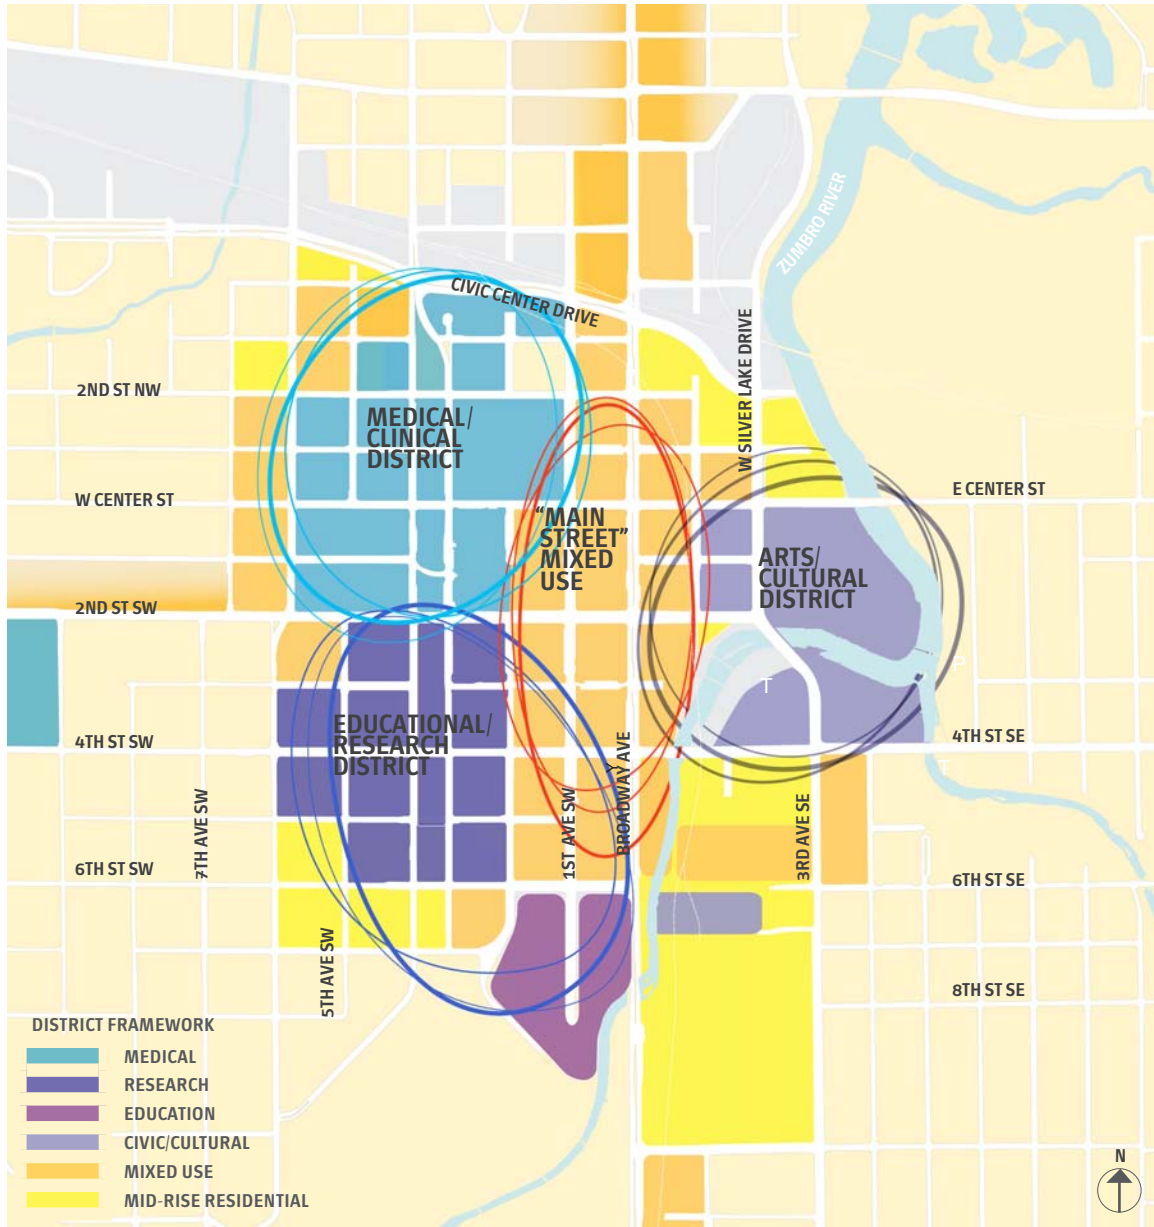 ZUMBRO RIVER
CIVIC CENTER DRIVE
W SILVER LAKE DRIVE
2ND ST NW
MEDICAL/
CLINICAL
DISTRICT
W CENTER ST
E CENTER ST
“MAIN
STREET”
MIXED
USE
ARTS/
CULTURAL
DISTRICT
2ND ST SW
P
T
EDUCATIONAL/
RESEARCH
DISTRICT
4TH ST SW
4TH ST SE
T
BROADWAY AVE
Y
7TH AVE SW
1ST AVE SW
3RD AVE SE
6TH ST SW
6TH ST SE
5TH AVE SW
8TH ST SE
DISTRICT FRAMEWORK
MEDICAL
RESEARCH
EDUCATION
CIVIC/CULTURAL
MIXED USE
MID-RISE RESIDENTIAL
N